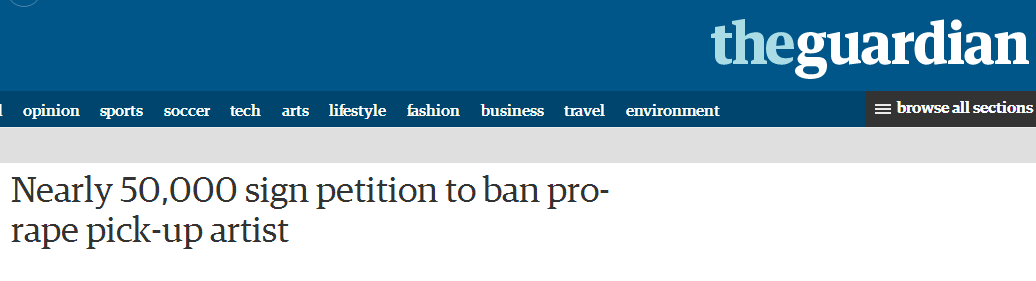 theguardian
opinion sports soccer tech arts lifestyle fashion business travel environment browse all sections
Nearly 50,000 sign petition to ban pro-
rape pick-up artist